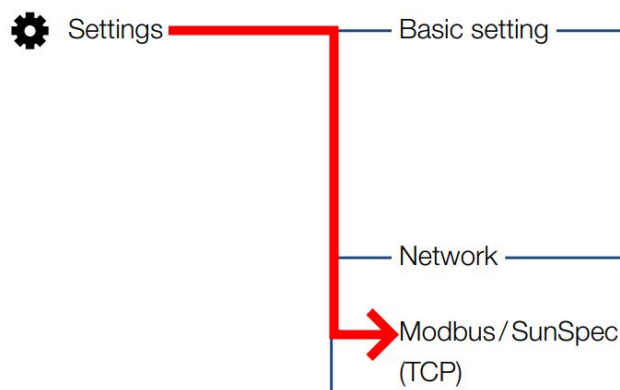 Settings
Basic setting
Network
Modbus/SunSpec
(TCP)